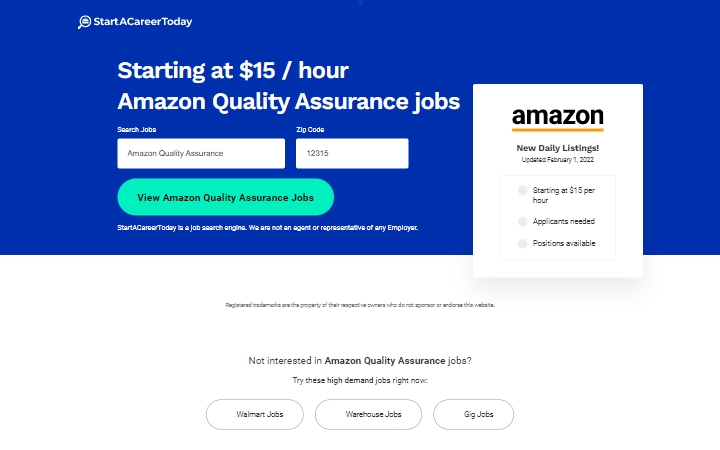 StartACareerToday
Starting at $15 / hour
Amazon Quality Assurance jobs
Search Jobs
Zip Code
Amazon Quality Assurance
12315
View Amazon Quality Assurance Jobs
StartACareerToday is a job search engine. We are not an agent or representative of any Employer.
amazon
New Daily Listings!
Updated February 1, 2022
Starting at $15 per
hour
Applicants needed
Positions available
Registered trademarks are the property of their respective owners who do not sponsor or endorse this website.
Not interested in Amazon Quality Assurance jobs?
Try these high demand jobs right now:
Walmart Jobs
Warehouse Jobs
Gig Jobs